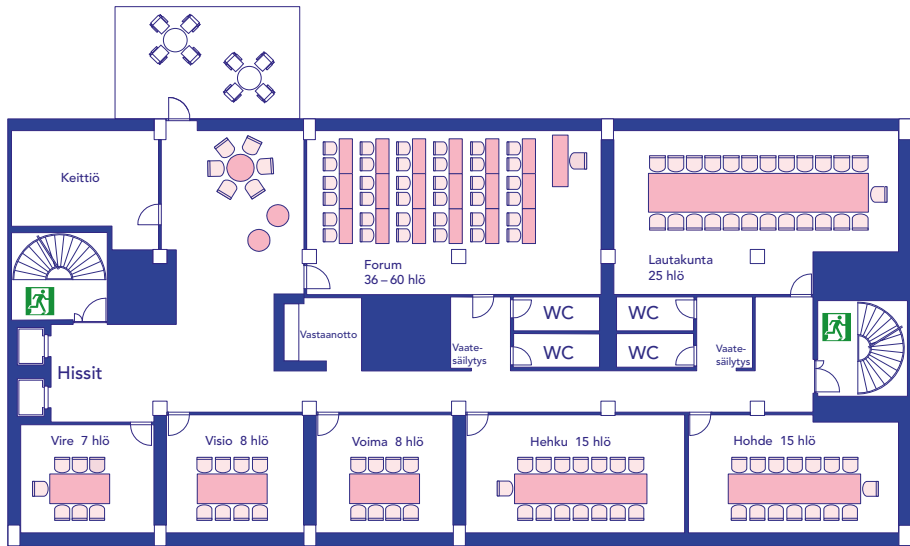 Keittiö
Forum
36 – 60 hlö
Lautakunta
25 hlö
Vastaanotto
Vaate-
säilytys
WC
WC
WC
WC
Vaate-
säilytys
Hissit
Vire 7 hlö
Visio 8 hlö
Voima 8 hlö
Hehku 15 hlö
Hohde 15 hlö